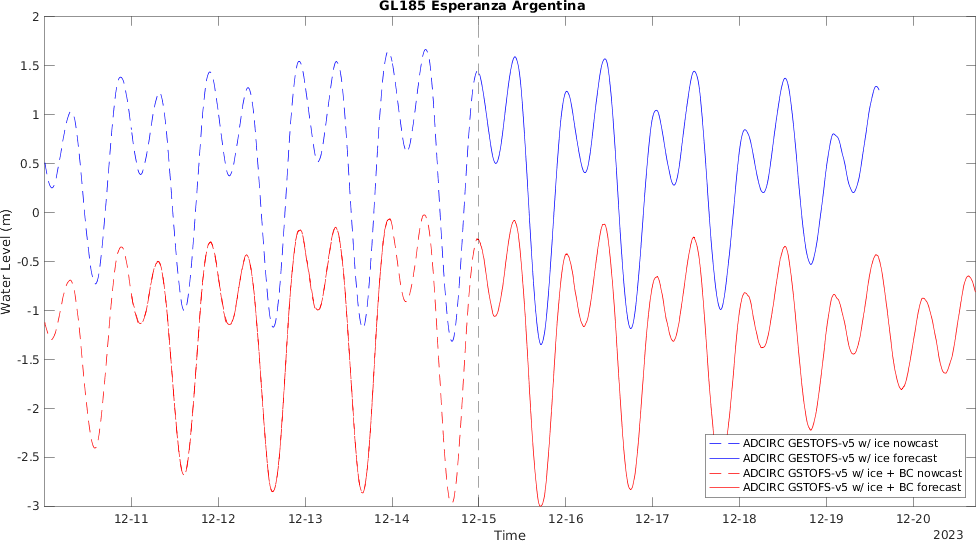 GL185 Esperanza Argentina
Water Level (m)
2
1.5
1
0.5
0
-0.5
-1
-1.5
-2
-2.5
-3
ADCIRC GESTOFS-v5 w/ ice nowcast
ADCIRC GESTOFS-v5 w/ ice forecast
ADCIRC GSTOFS-v5 w/ ice + BC nowcast
ADCIRC GSTOFS-v5 w/ ice + BC forecast
12-11 12-12 12-13 12-14 12-15 12-16 12-17 12-18 12-19 12-20
Time
2023